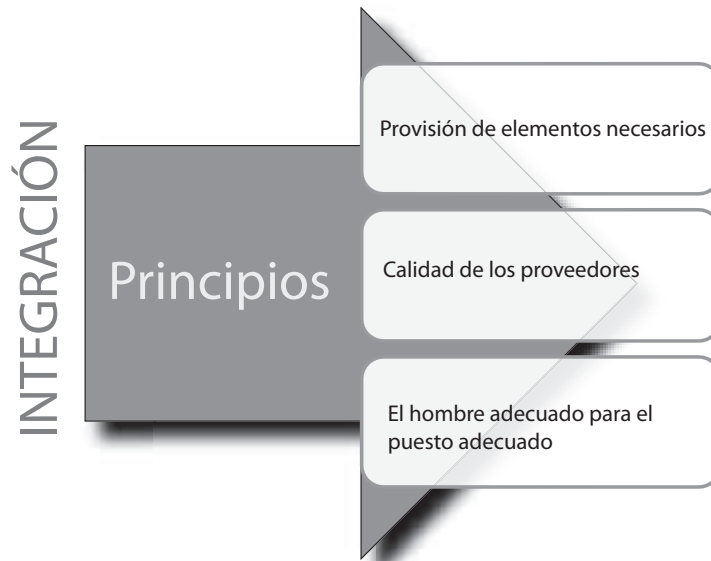 INTEGRACIÓN
Principios
Provisión de elementos necesarios
Calidad de los proveedores
El hombre adecuado para el
puesto adecuado